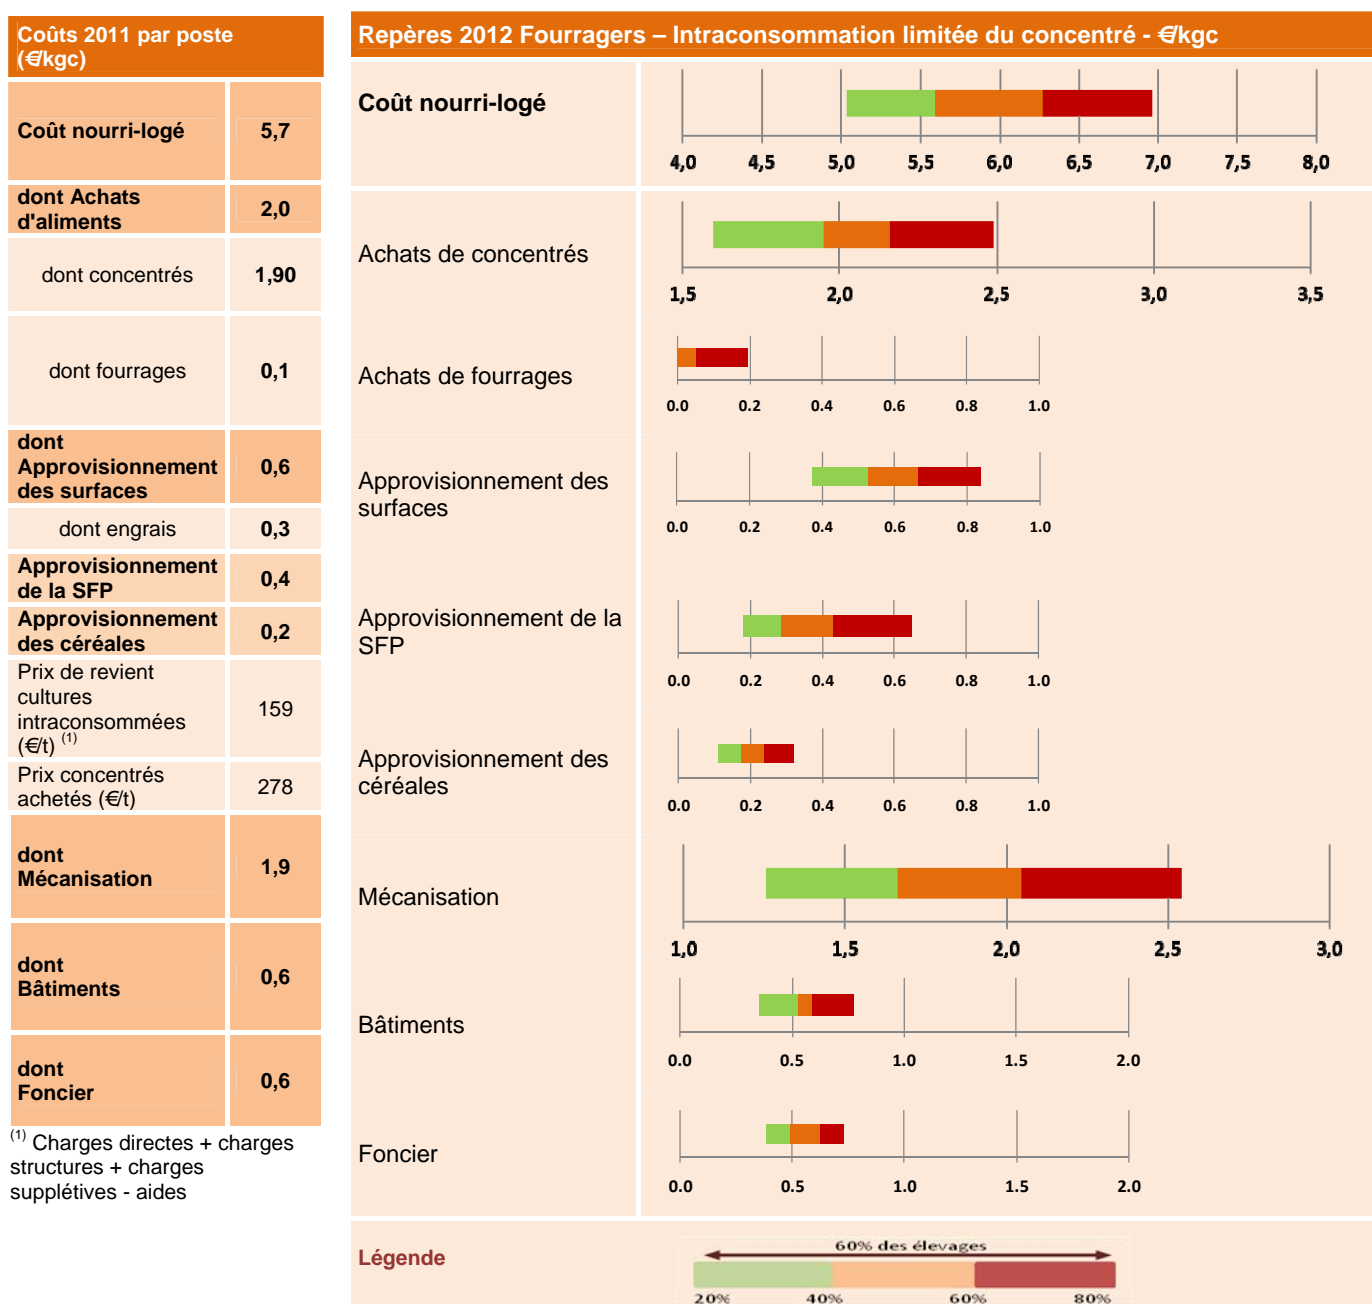 Coûts 2011 par poste
(€/kgc)
Coût nourri-logé 5,7
dont Achats
d'aliments 2,0
dont concentrés 1,90
dont fourrages 0,1
dont
Approvisionnement
des surfaces 0,6
dont engrais 0,3
Approvisionnement
de la SFP 0,4
Approvisionnement
des céréales 0,2
Prix de revient
cultures
intraconsommées
(€/t) (1) 159
Prix concentrés
achetés (€/t) 278
dont
Mécanisation 1,9
dont
Bâtiments 0,6
dont
Foncier 0,6
(1) Charges directes + charges
structures + charges
supplétives - aides
Repères 2012 Fourragers – Intraconsommation limitée du concentré - €/kgc
Coût nourri-logé
4,0 4,5 5,0 5,5 6,0 6,5 7,0 7,5 8,0
Achats de concentrés
1,5 2,0 2,5 3,0 3,5
Achats de fourrages
0.0 0.2 0.4 0.6 0.8 1.0
Approvisionnement des
surfaces
0.0 0.2 0.4 0.6 0.8 1.0
Approvisionnement de la
SFP
0.0 0.2 0.4 0.6 0.8 1.0
Approvisionnement des
céréales
0.0 0.2 0.4 0.6 0.8 1.0
Mécanisation
1,0 1,5 2,0 2,5 3,0
Bâtiments
0.0 0.5 1.0 1.5 2.0
Foncier
0.0 0.5 1.0 1.5 2.0
Légende
60% des élevages
20% 40% 60% 80%